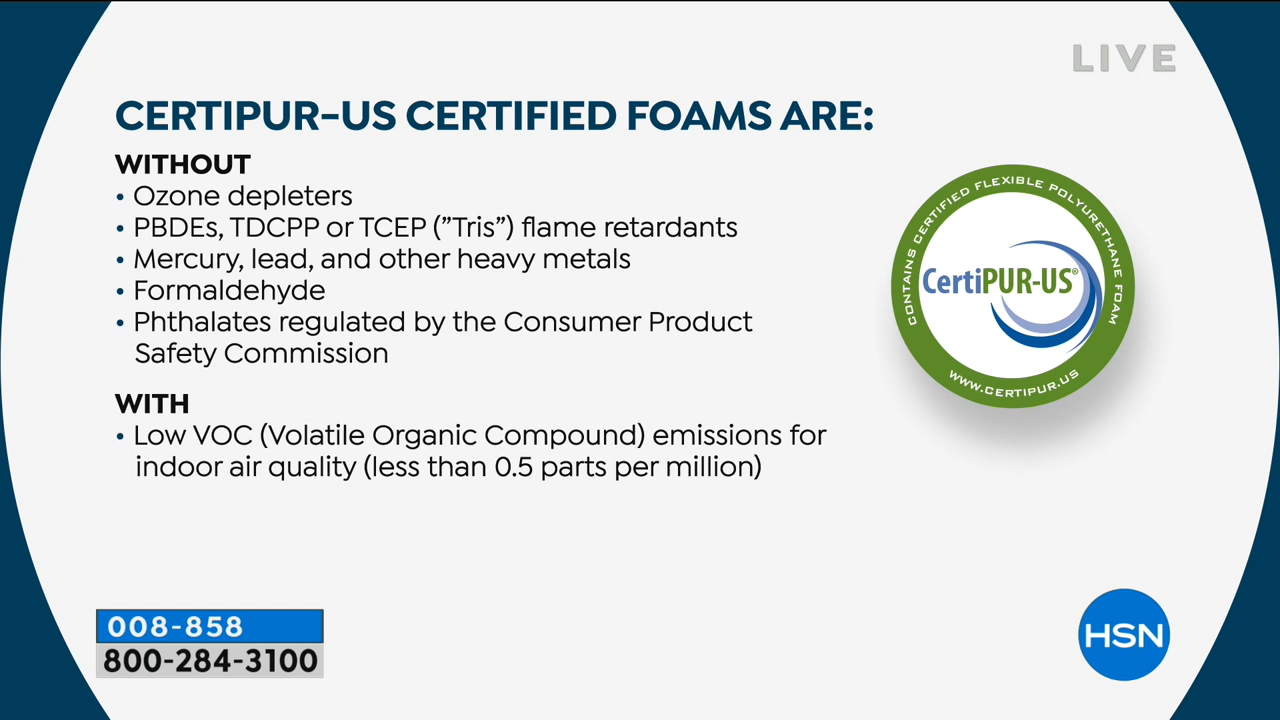 LIVE
CERTIPUR-US CERTIFIED FOAMS ARE:
WITHOUT
• Ozone depleters
• PBDEs, TDCPP or TCEP (”Tris”) flame retardants
• Mercury, lead, and other heavy metals
• Formaldehyde
• Phthalates regulated by the Consumer Product
Safety Commission
WITH
• Low VOC (Volatile Organic Compound) emissions for
indoor air quality (less than 0.5 parts per million)
CONTAINS CERTIFIED FLEXIBLE POLYURETHANE FOAM
CertiPUR-US®
WWW.CERTIPUR.US
008-858
800-284-3100
HSN